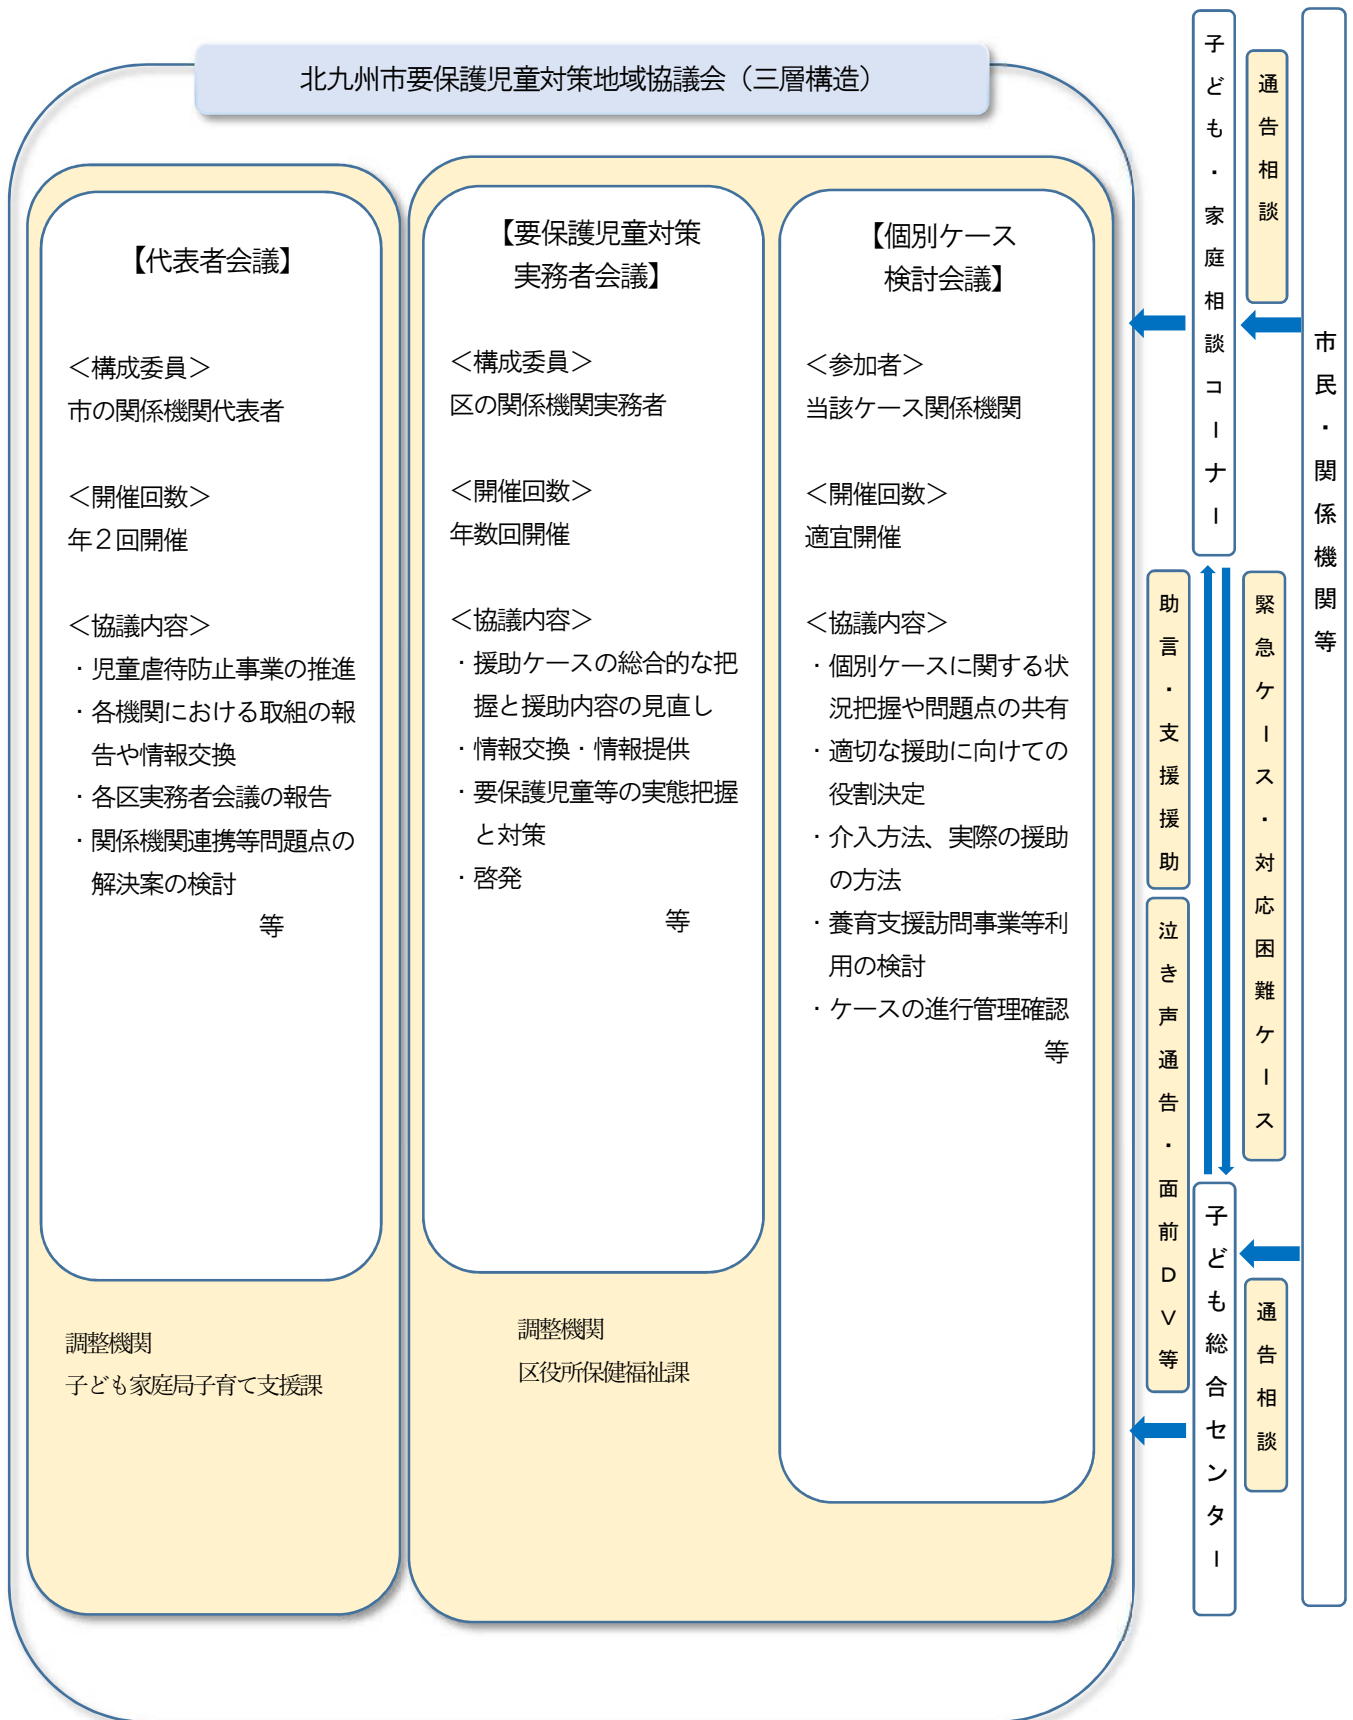 北九州市要保護児童対策地域協議会（三層構造）
【代表者会議】
＜構成委員＞
市の関係機関代表者
＜開催回数＞
年２回開催
＜協議内容＞
・児童虐待防止事業の推進
・各機関における取組の報
告や情報交換
・各区実務者会議の報告
・関係機関連携等問題点の
解決案の検討
等
調整機関
子ども家庭局子育て支援課
【要保護児童対策
実務者会議】
＜構成委員＞
区の関係機関実務者
＜開催回数＞
年数回開催
＜協議内容＞
・援助ケースの総合的な把
握と援助内容の見直し
・情報交換・情報提供
・要保護児童等の実態把握
と対策
・啓発
等
調整機関
区役所保健福祉課
【個別ケース
検討会議】
＜参加者＞
当該ケース関係機関
＜開催回数＞
適宜開催
＜協議内容＞
・個別ケースに関する状
況把握や問題点の共有
・適切な援助に向けての
役割決定
・介入方法、実際の援助
の方法
・養育支援訪問事業等利
用の検討
・ケースの進行管理確認
等
子ども・家庭相談コーナー
通告相談
市民・関係機関等
助言・支援援助
緊急ケース・対応困難ケース
泣き声通告・面前ＤＶ等
子ども総合センター
通告相談